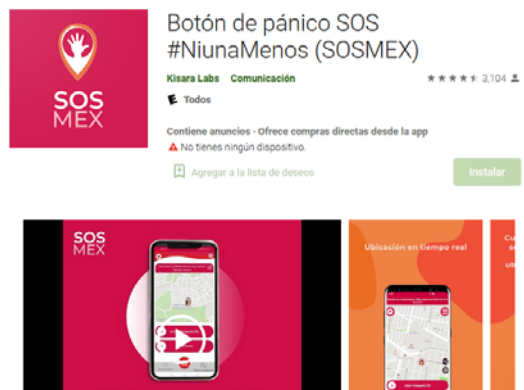 SOS
MEX
Botón de pánico SOS
#NiunaMenos (SOSMEX)
Kisara Labs Comunicación
3,104
E Todos
Contiene anuncios · Ofrece compras directas desde la app
No tienes ningún dispositivo.
Agregar a la lista de deseos
Instalar
SOS
MEX
Ubicación en tiempo real